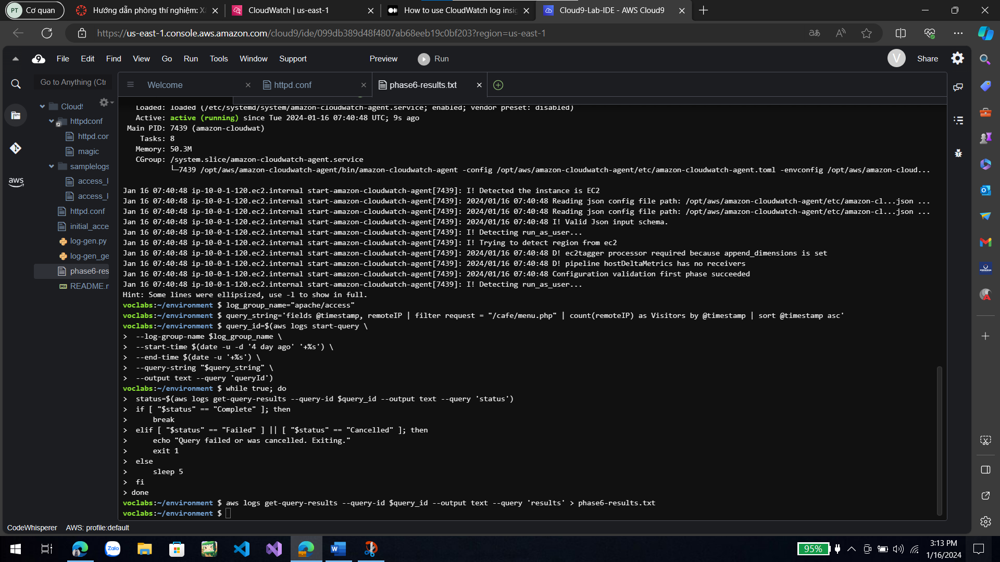 PT Cơ quan
Hướng dẫn phòng thí nghiệm: Xá
CloudWatch | us-east-1
How to use CloudWatch log insig
Cloud9-Lab-IDE - AWS Cloud9
https://us-east-1.console.aws.amazon.com/cloud9/ide/099db389d48f4807ab68eeb19c0bf203?region=us-east-1
File Edit Find View Go Run Tools Window Support Preview Run V Share
Go to Anything (Ctr
Welcome httpd.conf phase6-results.txt
Cloud9
httpdconf
httpd.con
magic
samplelogs
access_l
access_l
httpd.conf
initial_acce
log-gen.py
log-gen_ge
phase6-res
README.m
aws
Loaded: loaded (/etc/systemd/system/amazon-cloudwatch-agent.service; enabled; vendor preset: disabled)
Active: active (running) since Tue 2024-01-16 07:40:48 UTC; 9s ago
Main PID: 7439 (amazon-cloudwat)
Tasks: 8
Memory: 50.3M
CGroup: /system.slice/amazon-cloudwatch-agent.service
└─7439 /opt/aws/amazon-cloudwatch-agent/bin/amazon-cloudwatch-agent -config /opt/aws/amazon-cloudwatch-agent/etc/amazon-cloudwatch-agent.toml -envconfig /opt/aws/amazon-cloud...
Jan 16 07:40:48 ip-10-0-1-120.ec2.internal start-amazon-cloudwatch-agent[7439]: I! Detected the instance is EC2
Jan 16 07:40:48 ip-10-0-1-120.ec2.internal start-amazon-cloudwatch-agent[7439]: 2024/01/16 07:40:48 Reading json config file path: /opt/aws/amazon-cloudwatch-agent/etc/amazon-cl...json ...
Jan 16 07:40:48 ip-10-0-1-120.ec2.internal start-amazon-cloudwatch-agent[7439]: 2024/01/16 07:40:48 Reading json config file path: /opt/aws/amazon-cloudwatch-agent/etc/amazon-cl...json ...
Jan 16 07:40:48 ip-10-0-1-120.ec2.internal start-amazon-cloudwatch-agent[7439]: 2024/01/16 07:40:48 I! Valid Json input schema.
Jan 16 07:40:48 ip-10-0-1-120.ec2.internal start-amazon-cloudwatch-agent[7439]: I! Detecting run_as_user...
Jan 16 07:40:48 ip-10-0-1-120.ec2.internal start-amazon-cloudwatch-agent[7439]: I! Trying to detect region from ec2
Jan 16 07:40:48 ip-10-0-1-120.ec2.internal start-amazon-cloudwatch-agent[7439]: 2024/01/16 07:40:48 D! ec2tagger processor required because append_dimensions is set
Jan 16 07:40:48 ip-10-0-1-120.ec2.internal start-amazon-cloudwatch-agent[7439]: 2024/01/16 07:40:48 D! pipeline hostDeltaMetrics has no receivers
Jan 16 07:40:48 ip-10-0-1-120.ec2.internal start-amazon-cloudwatch-agent[7439]: 2024/01/16 07:40:48 Configuration validation first phase succeeded
Jan 16 07:40:48 ip-10-0-1-120.ec2.internal start-amazon-cloudwatch-agent[7439]: I! Detecting run_as_user...
Hint: Some lines were ellipsized, use -l to show in full.
voclabs:~/environment $ log_group_name="apache/access"
voclabs:~/environment $ query_string='fields @timestamp, remoteIP | filter request = "/cafe/menu.php" | count(remoteIP) as Visitors by @timestamp | sort @timestamp asc'
voclabs:~/environment $ query_id=$(aws logs start-query \
> --log-group-name $log_group_name \
> --start-time $(date -u -d '4 day ago' '+%s') \
> --end-time $(date -u '+%s') \
> --query-string "$query_string" \
> --output text --query 'queryId')
voclabs:~/environment $ while true; do
> status=$(aws logs get-query-results --query-id $query_id --output text --query 'status')
> if [ "$status" == "Complete" ]; then
> break
> elif [ "$status" == "Failed" ] || [ "$status" == "Cancelled" ]; then
> echo "Query failed or was cancelled. Exiting."
> exit 1
> else
> sleep 5
> fi
> done
voclabs:~/environment $ aws logs get-query-results --query-id $query_id --output text --query 'results' > phase6-results.txt
voclabs:~/environment $
CodeWhisperer AWS: profile:default
Zalo
95%
3:13 PM
1/16/2024